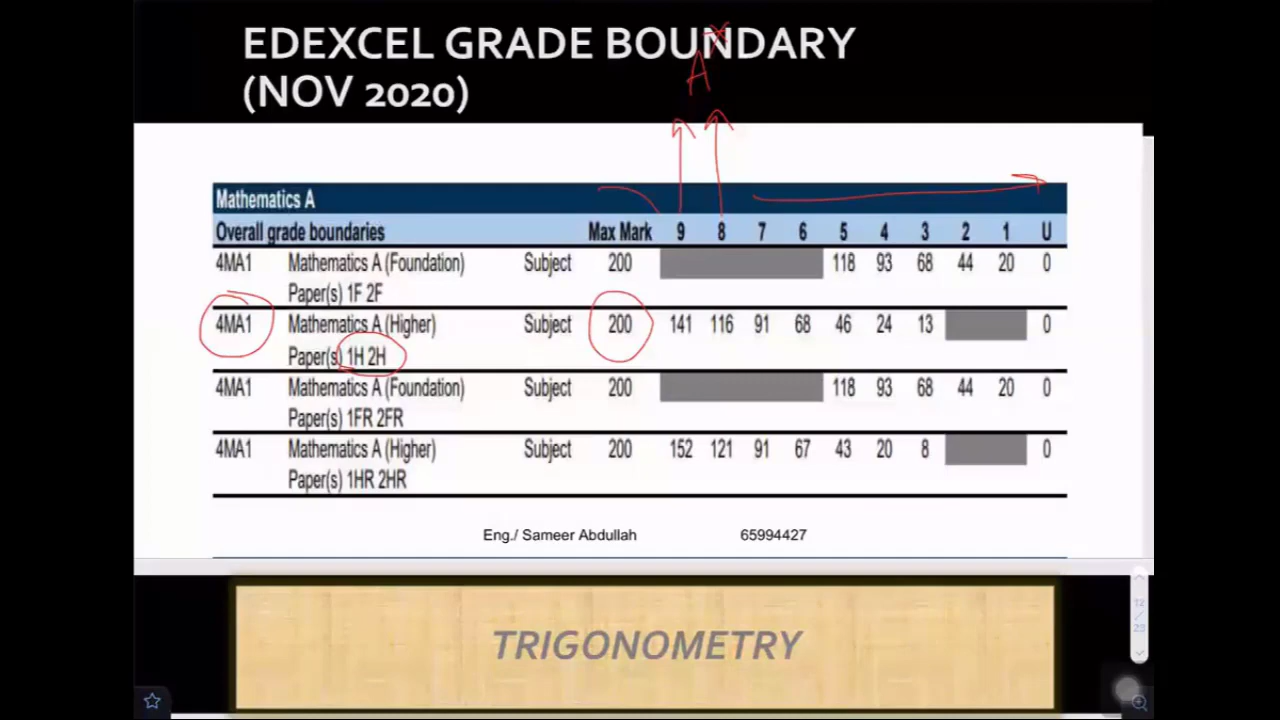 EDEXCEL GRADE BOUNDARY
(NOV 2020)
A*
Mathematics A
Overall grade boundaries Max Mark 9 8 7 6 5 4 3 2 1 U
4MA1 Mathematics A (Foundation) Subject 200 118 93 68 44 20 0
Paper(s) 1F 2F
4MA1 Mathematics A (Higher) Subject 200 141 116 91 68 46 24 13 0
Paper(s) 1H 2H
4MA1 Mathematics A (Foundation) Subject 200 118 93 68 44 20 0
Paper(s) 1FR 2FR
4MA1 Mathematics A (Higher) Subject 200 152 121 91 67 43 20 8 0
Paper(s) 1HR 2HR
Eng./ Sameer Abdullah 65994427
TRIGONOMETRY
12
/
23